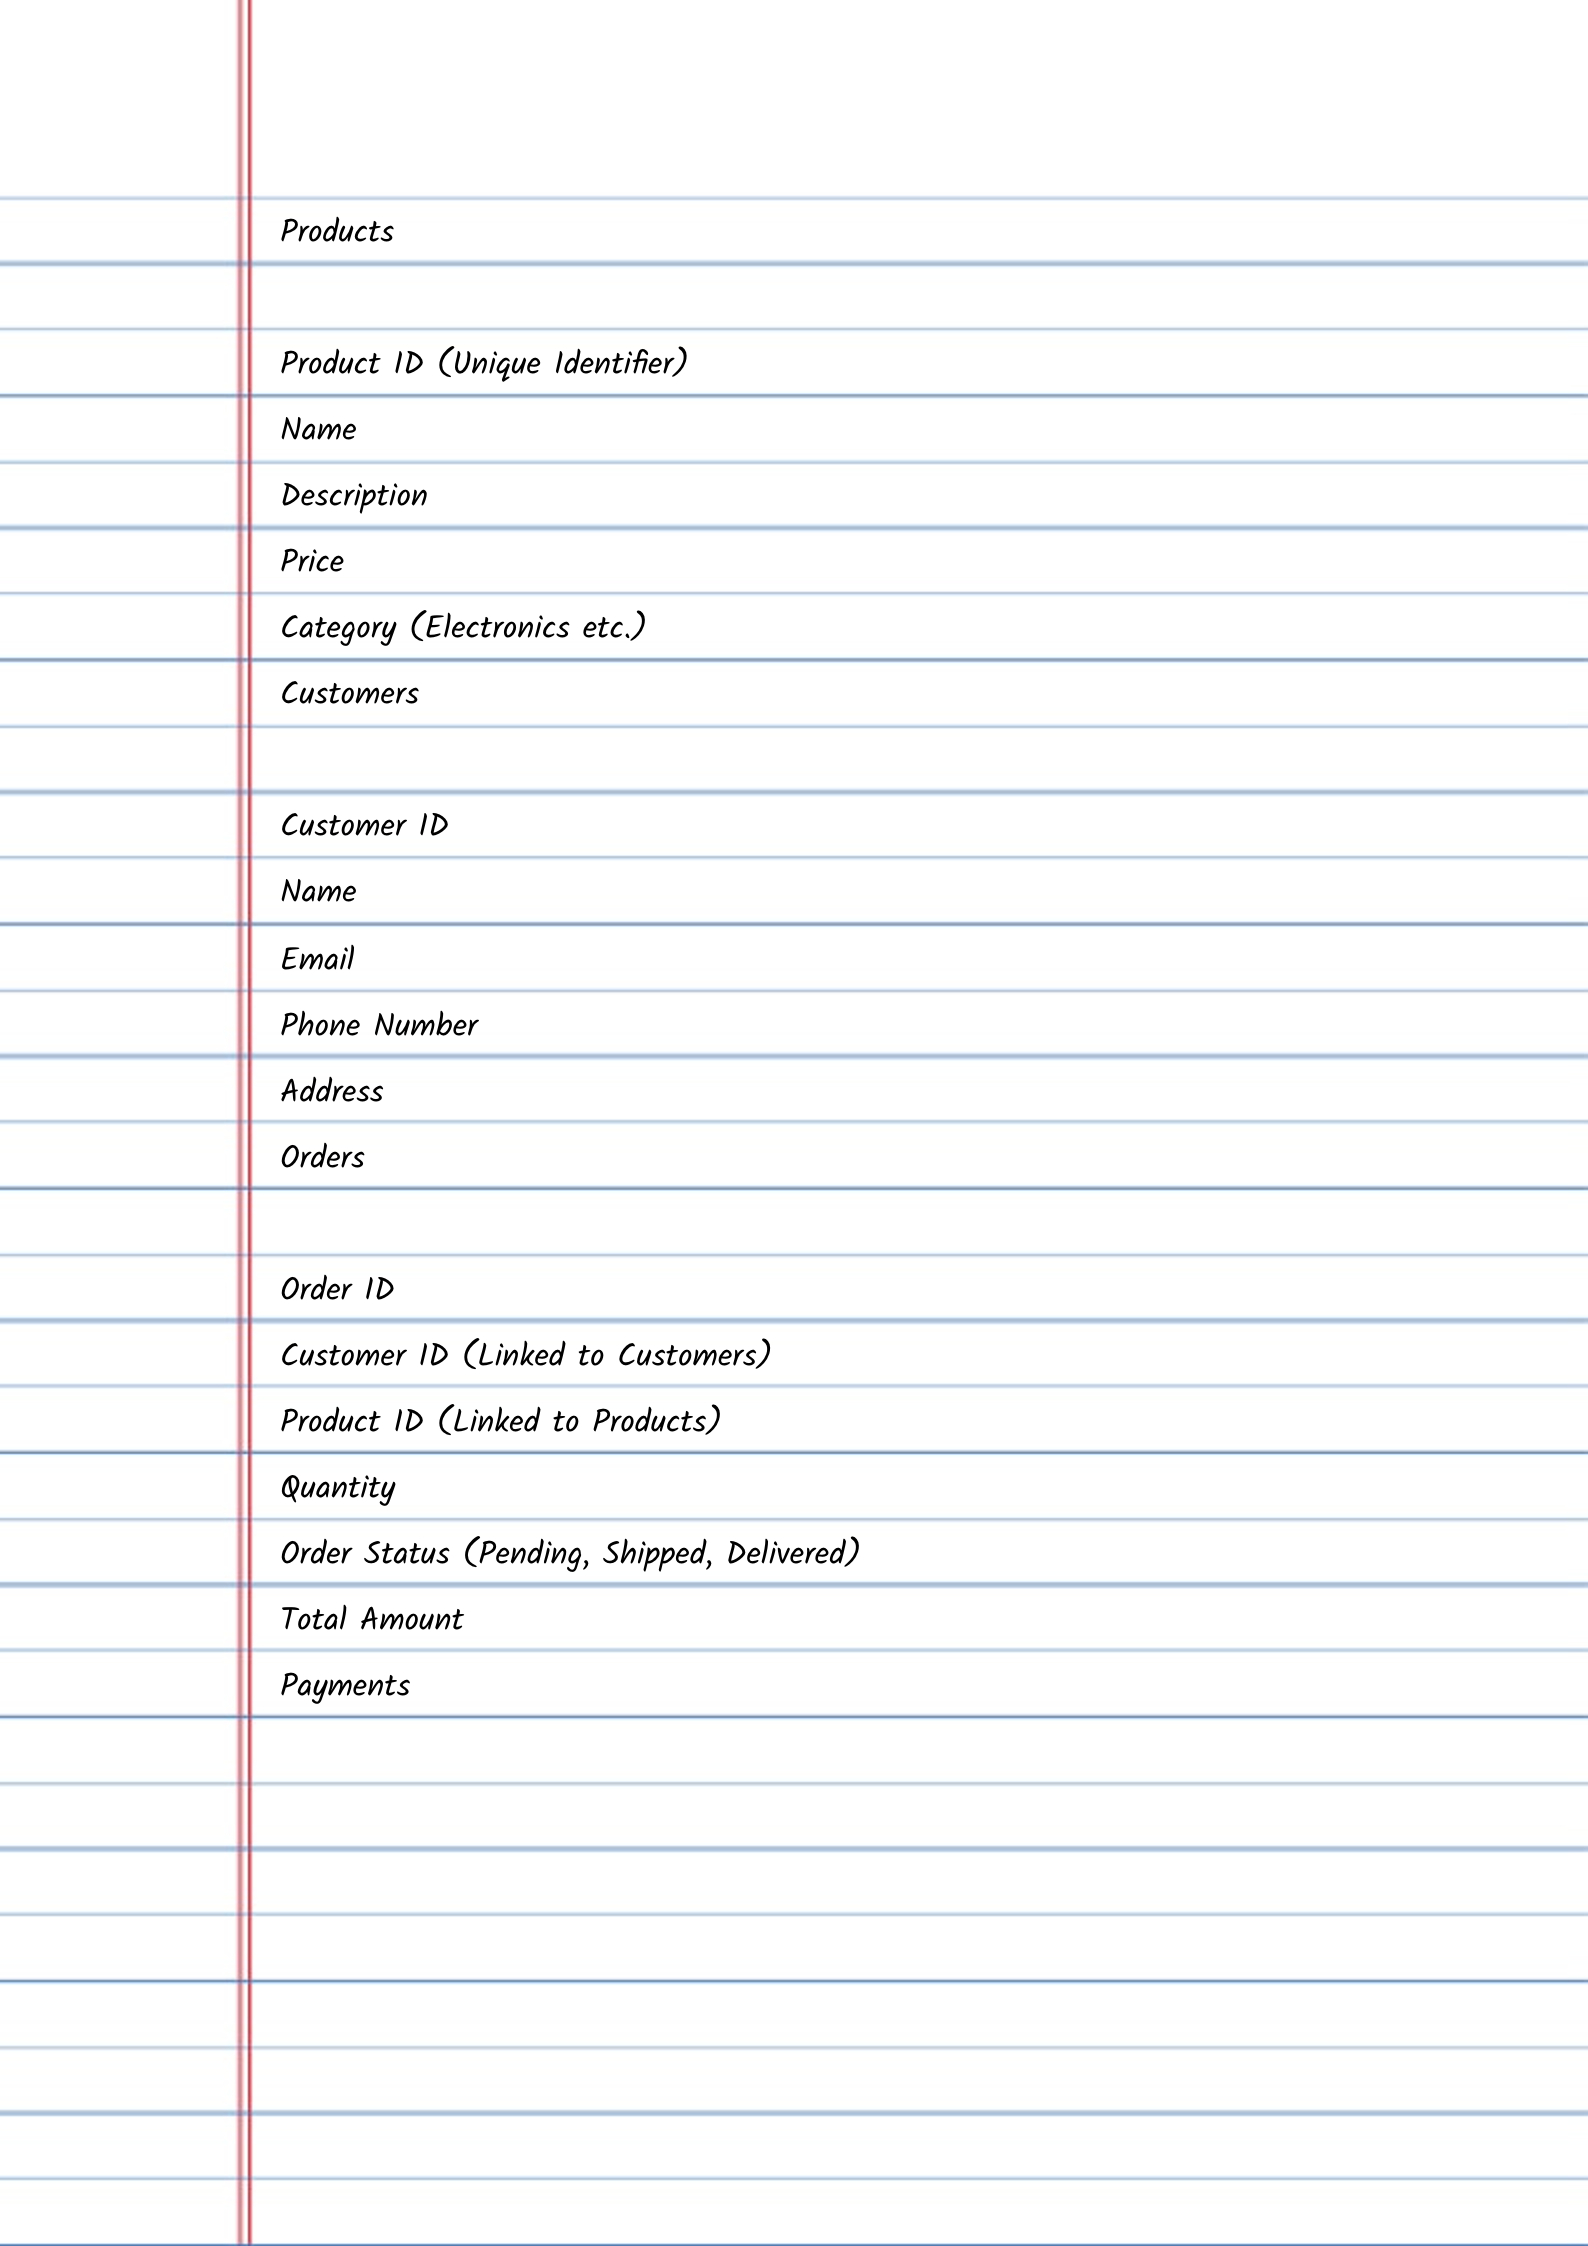 Products
Product ID (Unique Identifier)
Name
Description
Price
Category (Electronics etc.)
Customers
Customer ID
Name
Email
Phone Number
Address
Orders
Order ID
Customer ID (Linked to Customers)
Product ID (Linked to Products)
Quantity
Order Status (Pending, Shipped, Delivered)
Total Amount
Payments